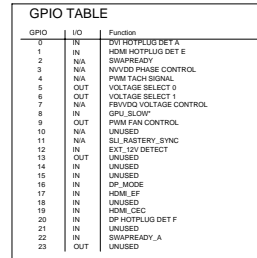 GPIO TABLE
GPIO I/O Function
0 IN DVI HOTPLUG DET A
1 IN HDMI HOTPLUG DET E
2 N/A SWAPREADY
3 N/A NVVDD PHASE CONTROL
4 N/A PWM TACH SIGNAL
5 OUT VOLTAGE SELECT 0
6 OUT VOLTAGE SELECT 1
7 N/A FBVVDQ VOLTAGE CONTROL
8 IN GPU_SLOW*
9 OUT PWM FAN CONTROL
10 N/A UNUSED
11 N/A SLI_RASTERY_SYNC
12 IN EXT_12V DETECT
13 OUT UNUSED
14 IN UNUSED
15 IN UNUSED
16 IN DP_MODE
17 IN HDMI_EF
18 IN UNUSED
19 IN HDMI_CEC
20 IN DP HOTPLUG DET F
21 IN UNUSED
22 IN SWAPREADY_A
23 OUT UNUSED